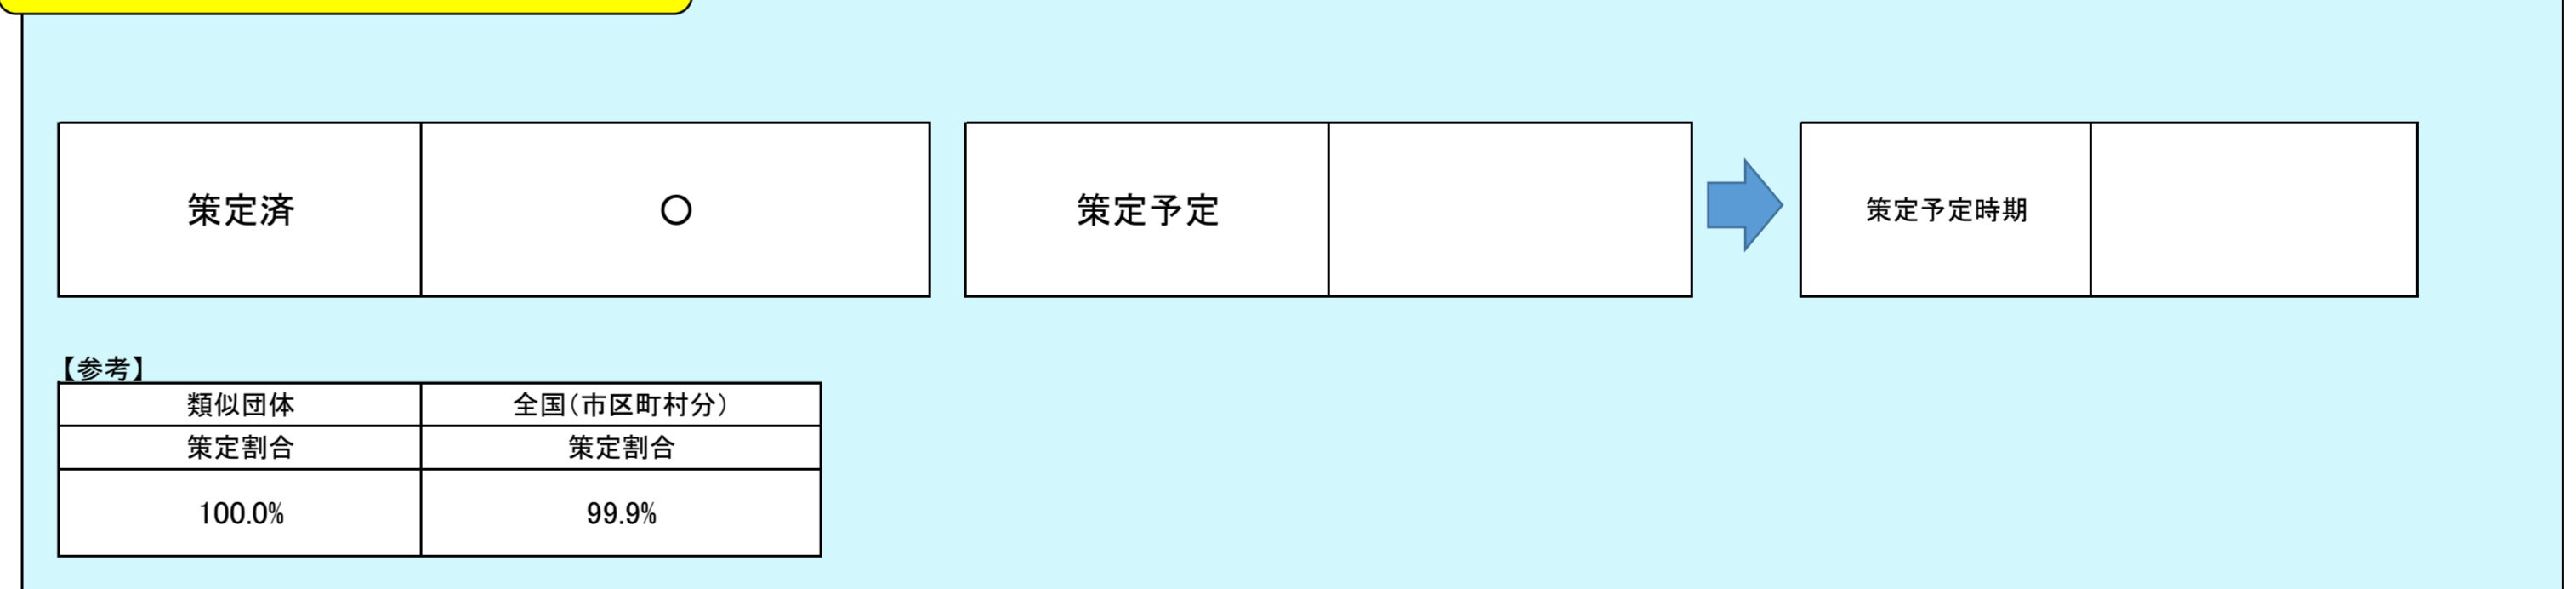 策定済 ○ 策定予定 策定予定時期
【参考】
類似団体 全国(市区町村分)
策定割合 策定割合
100.0% 99.9%